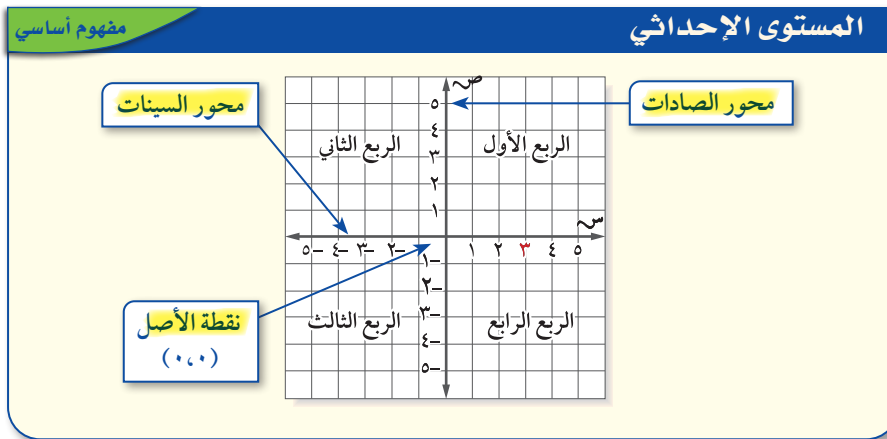 المستوى الإحداثي
مفهوم أساسي
محور الصادات
محور السينات
ص
٥
٤
٣
٢
١
الربع الأول
الربع الثاني
س
٥– ٤– ٣– ٢– ١ ٢ ٣ ٤ ٥
١–
٢–
٣–
٤–
٥–
الربع الرابع
الربع الثالث
نقطة الأصل
(٠،٠)